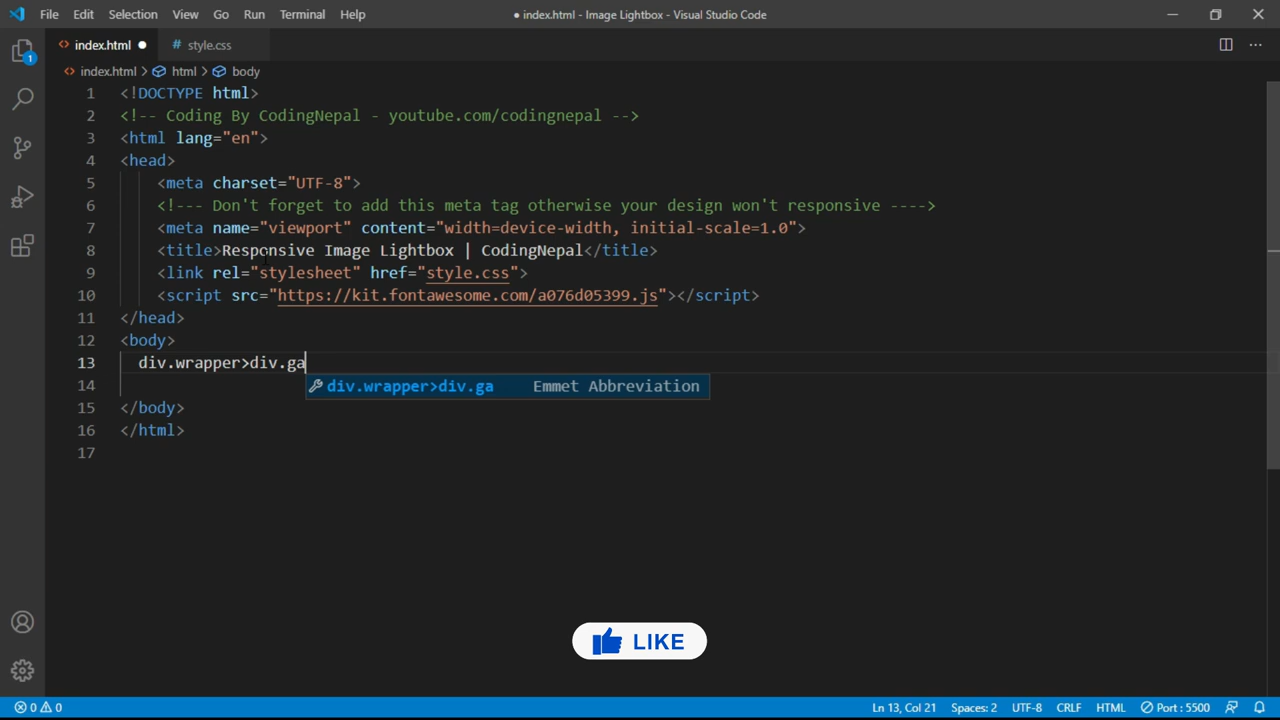 File Edit Selection View Go Run Terminal Help ● index.html - Image Lightbox - Visual Studio Code
<> index.html ● # style.css
<> index.html > html > body
1 <!DOCTYPE html>
2 <!-- Coding By CodingNepal - youtube.com/codingnepal -->
3 <html lang="en">
4 <head>
5 <meta charset="UTF-8">
6 <!--- Don't forget to add this meta tag otherwise your design won't responsive ---->
7 <meta name="viewport" content="width=device-width, initial-scale=1.0">
8 <title>Responsive Image Lightbox | CodingNepal</title>
9 <link rel="stylesheet" href="style.css">
10 <script src="https://kit.fontawesome.com/a076d05399.js"></script>
11 </head>
12 <body>
13 div.wrapper>div.ga
14 div.wrapper>div.ga Emmet Abbreviation
15 </body>
16 </html>
17
1
LIKE
0 0 Ln 13, Col 21 Spaces: 2 UTF-8 CRLF HTML Port : 5500